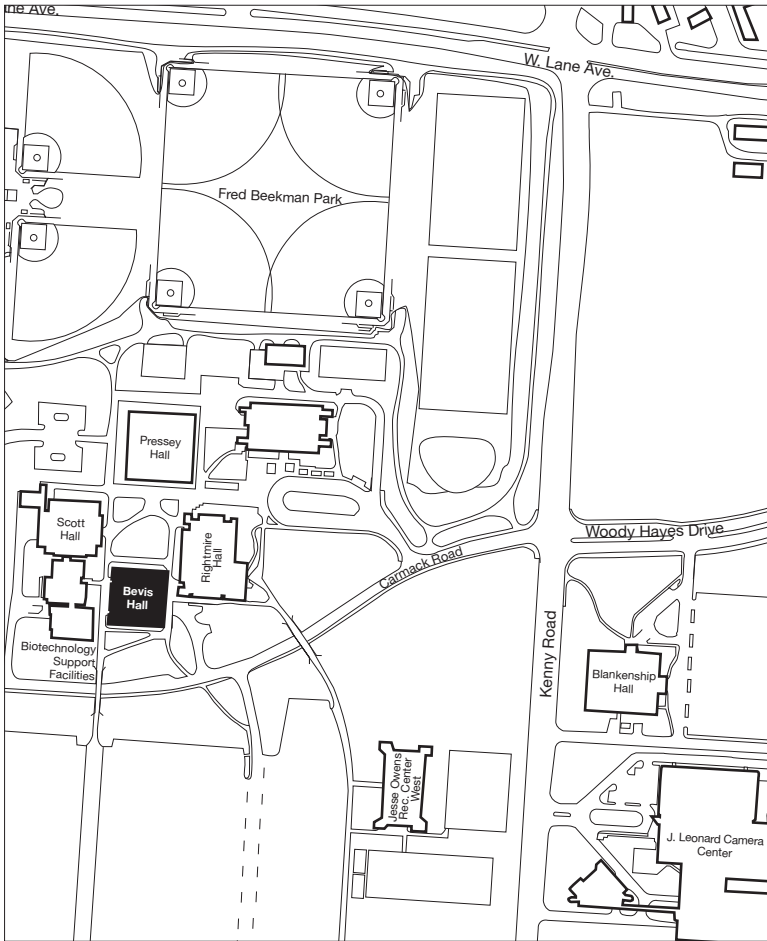 ne Ave.
W. Lane Ave.
Fred Beekman Park
Pressey
Hall
Scott
Hall
Rightmire
Hall
Woody Hayes Drive
Carmack Road
Bevis
Hall
Biotechnology
Support
Facilities
Kenny Road
Blankenship
Hall
Jesse Owens
Rec. Center
West
J. Leonard Camera
Center